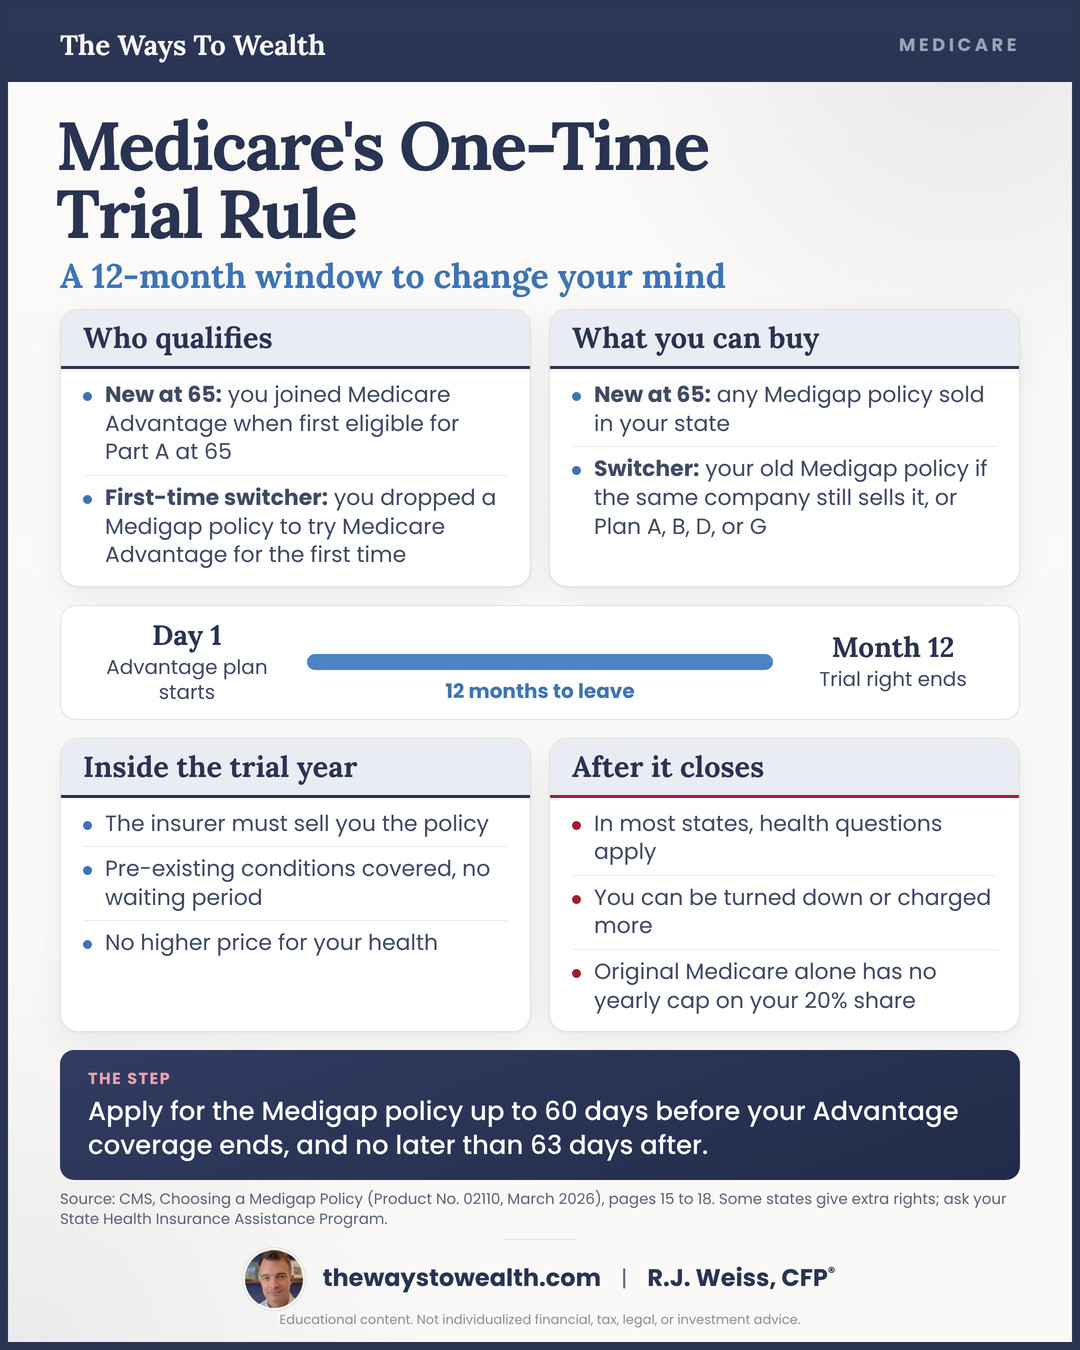 The Ways To Wealth
MEDICARE
Medicare's One-Time
Trial Rule
A 12-month window to change your mind
Who qualifies
New at 65: you joined Medicare
Advantage when first eligible for
Part A at 65
First-time switcher: you dropped a
Medigap policy to try Medicare
Advantage for the first time
What you can buy
New at 65: any Medigap policy sold
in your state
Switcher: your old Medigap policy if
the same company still sells it, or
Plan A, B, D, or G
Day 1
Advantage plan
starts
12 months to leave
Month 12
Trial right ends
Inside the trial year
The insurer must sell you the policy
Pre-existing conditions covered, no
waiting period
No higher price for your health
After it closes
In most states, health questions
apply
You can be turned down or charged
more
Original Medicare alone has no
yearly cap on your 20% share
THE STEP
Apply for the Medigap policy up to 60 days before your Advantage
coverage ends, and no later than 63 days after.
Source: CMS, Choosing a Medigap Policy (Product No. 02110, March 2026), pages 15 to 18. Some states give extra rights; ask your
State Health Insurance Assistance Program.
thewaystowealth.com | R.J. Weiss, CFP®
Educational content. Not individualized financial, tax, legal, or investment advice.